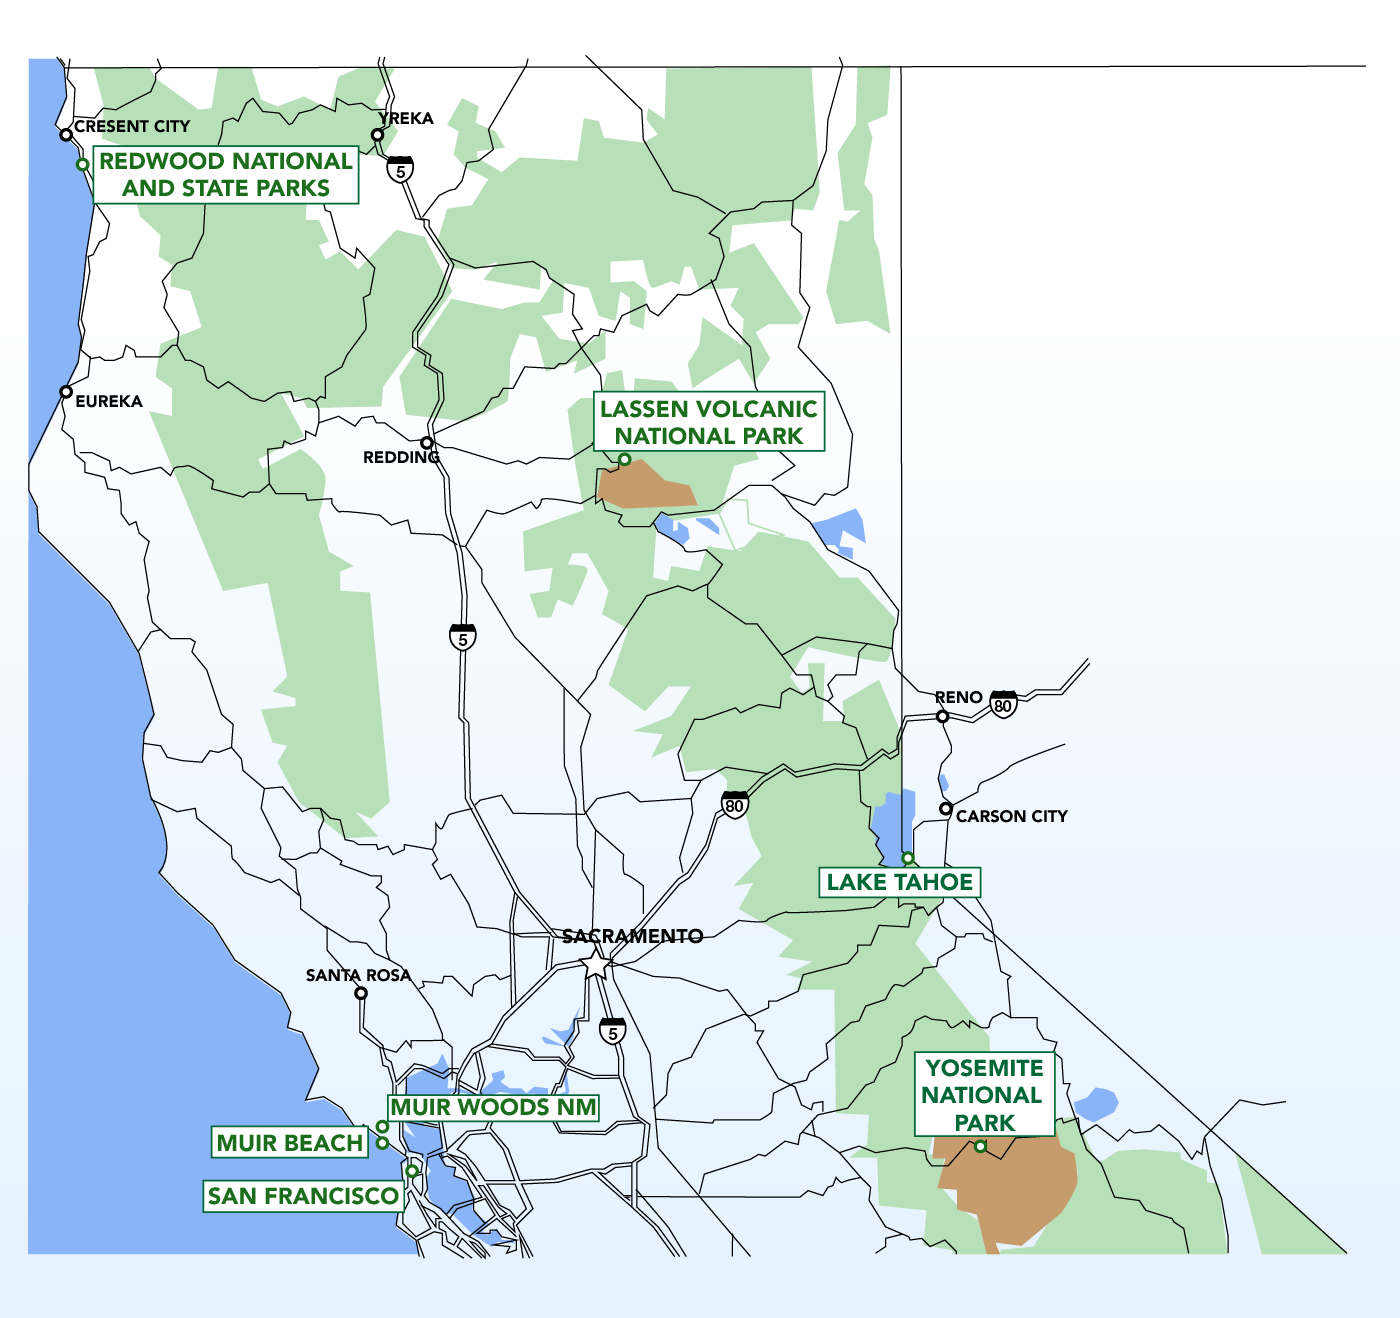 CRESENT CITY
YREKA
REDWOOD NATIONAL
AND STATE PARKS
5
EUREKA
LASSEN VOLCANIC
NATIONAL PARK
REDDING
5
RENO
80
80
CARSON CITY
LAKE TAHOE
SACRAMENTO
SANTA ROSA
5
YOSEMITE
NATIONAL
PARK
MUIR WOODS NM
MUIR BEACH
SAN FRANCISCO